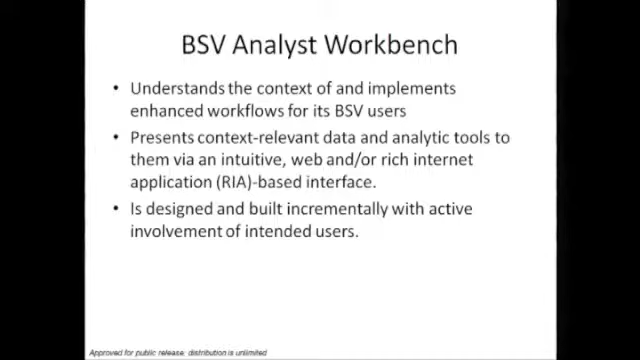 BSV Analyst Workbench
• Understands the context of and implements
enhanced workflows for its BSV users
• Presents context-relevant data and analytic tools to
them via an intuitive, web and/or rich internet
application (RIA)-based interface.
• Is designed and built incrementally with active
involvement of intended users.
Approved for public release; distribution is unlimited